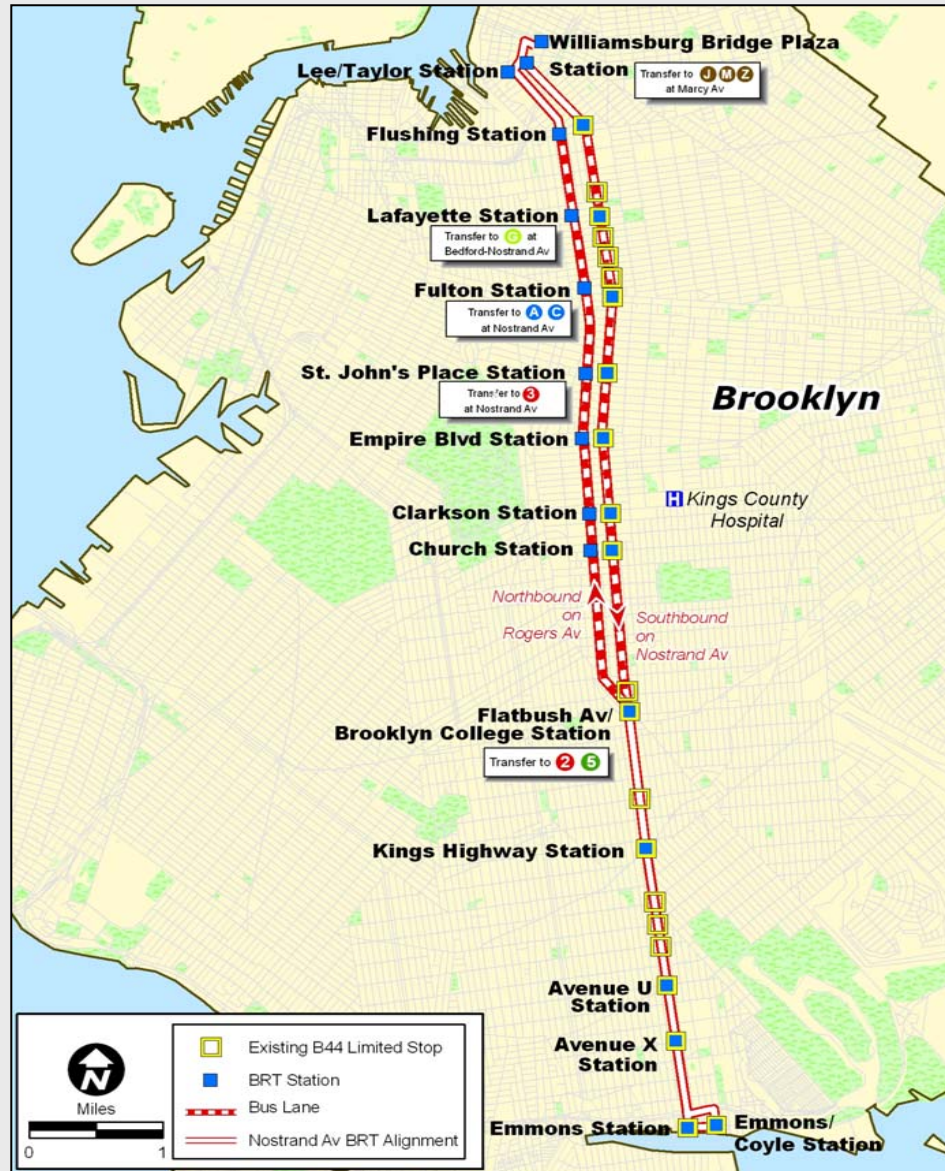 Williamsburg Bridge Plaza
Station
Lee/Taylor Station
Transfer to J M Z
at Marcy Av
Flushing Station
Lafayette Station
Transfer to G at
Bedford-Nostrand Av
Fulton Station
Transfer to A C
at Nostrand Av
St. John's Place Station
Transfer to 3
at Nostrand Av
Brooklyn
Empire Blvd Station
Clarkson Station
H Kings County
Hospital
Church Station
Northbound
on
Rogers Av
Southbound
on
Nostrand Av
Flatbush Av/
Brooklyn College Station
Transfer to 2 5
Kings Highway Station
Avenue U
Station
Avenue X
Station
Emmons Station
Emmons/
Coyle Station
N
Miles
0 1
Existing B44 Limited Stop
BRT Station
Bus Lane
Nostrand Av BRT Alignment